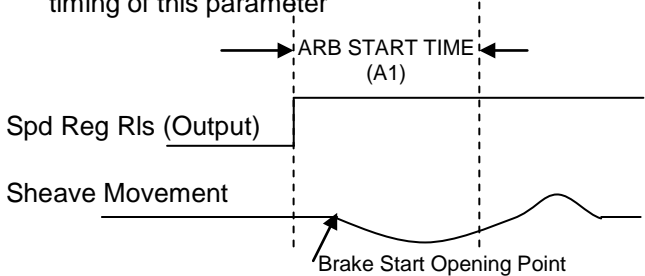 timing of this parameter
ARB START TIME
(A1)
Spd Reg Rls (Output)
Sheave Movement
Brake Start Opening Point